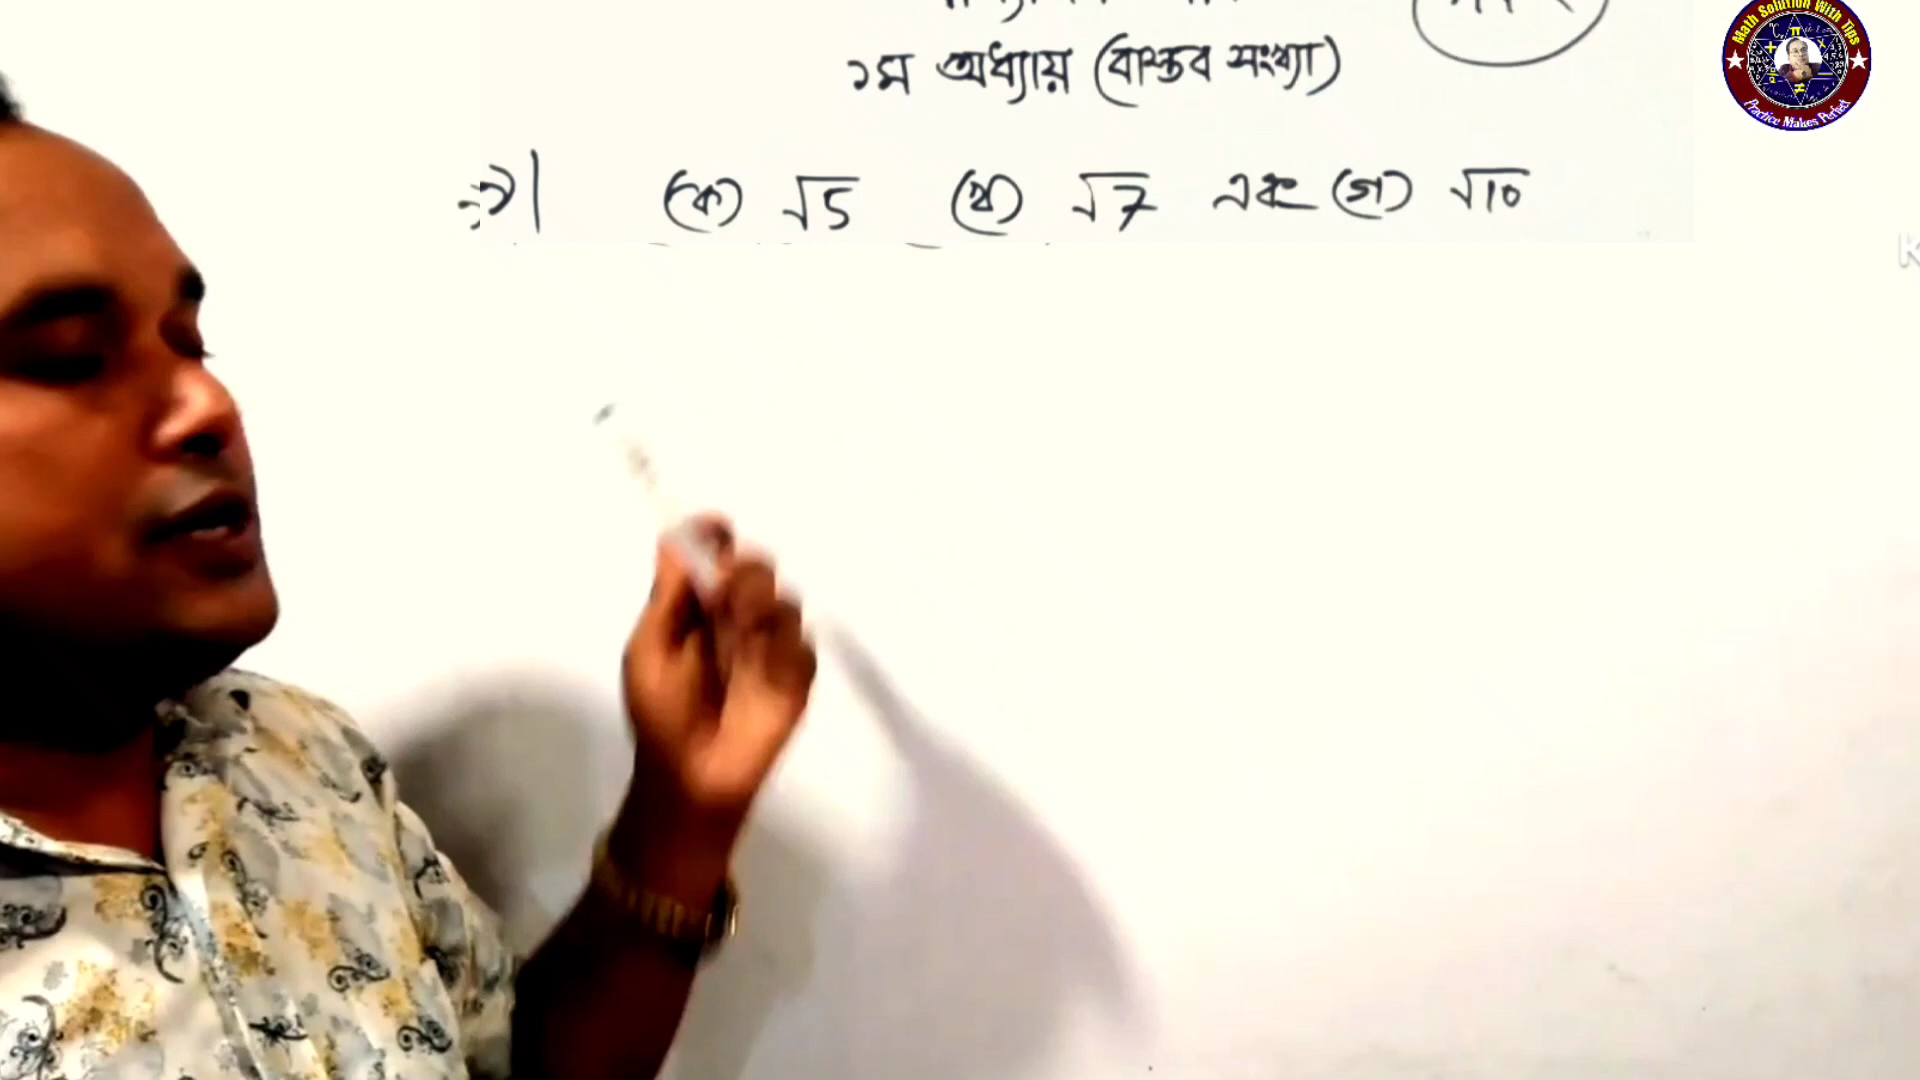 ১ম অধ্যায় (বাস্তব সংখ্যা)
(ক) √5 (খ) √7 এবং (গ) √10
Math Solution With Tips
Practice Makes Perfect
K